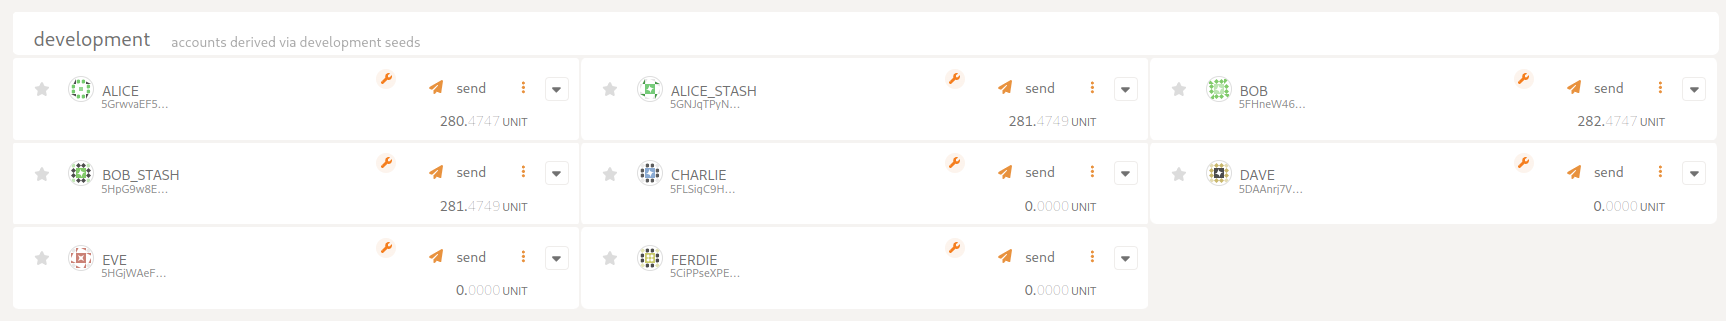 development accounts derived via development seeds
ALICE send
5GrwvaEF5...
280.4747 UNIT
ALICE_STASH send
5GNJqTPyN...
281.4749 UNIT
BOB send
5FHneW46...
282.4747 UNIT
BOB_STASH send
5HpG9w8E...
281.4749 UNIT
CHARLIE send
5FLSiqC9H...
0.0000 UNIT
DAVE send
5DAAnrj7V...
0.0000 UNIT
EVE send
5HGjWAeF...
0.0000 UNIT
FERDIE send
5CiPPseXPE...
0.0000 UNIT